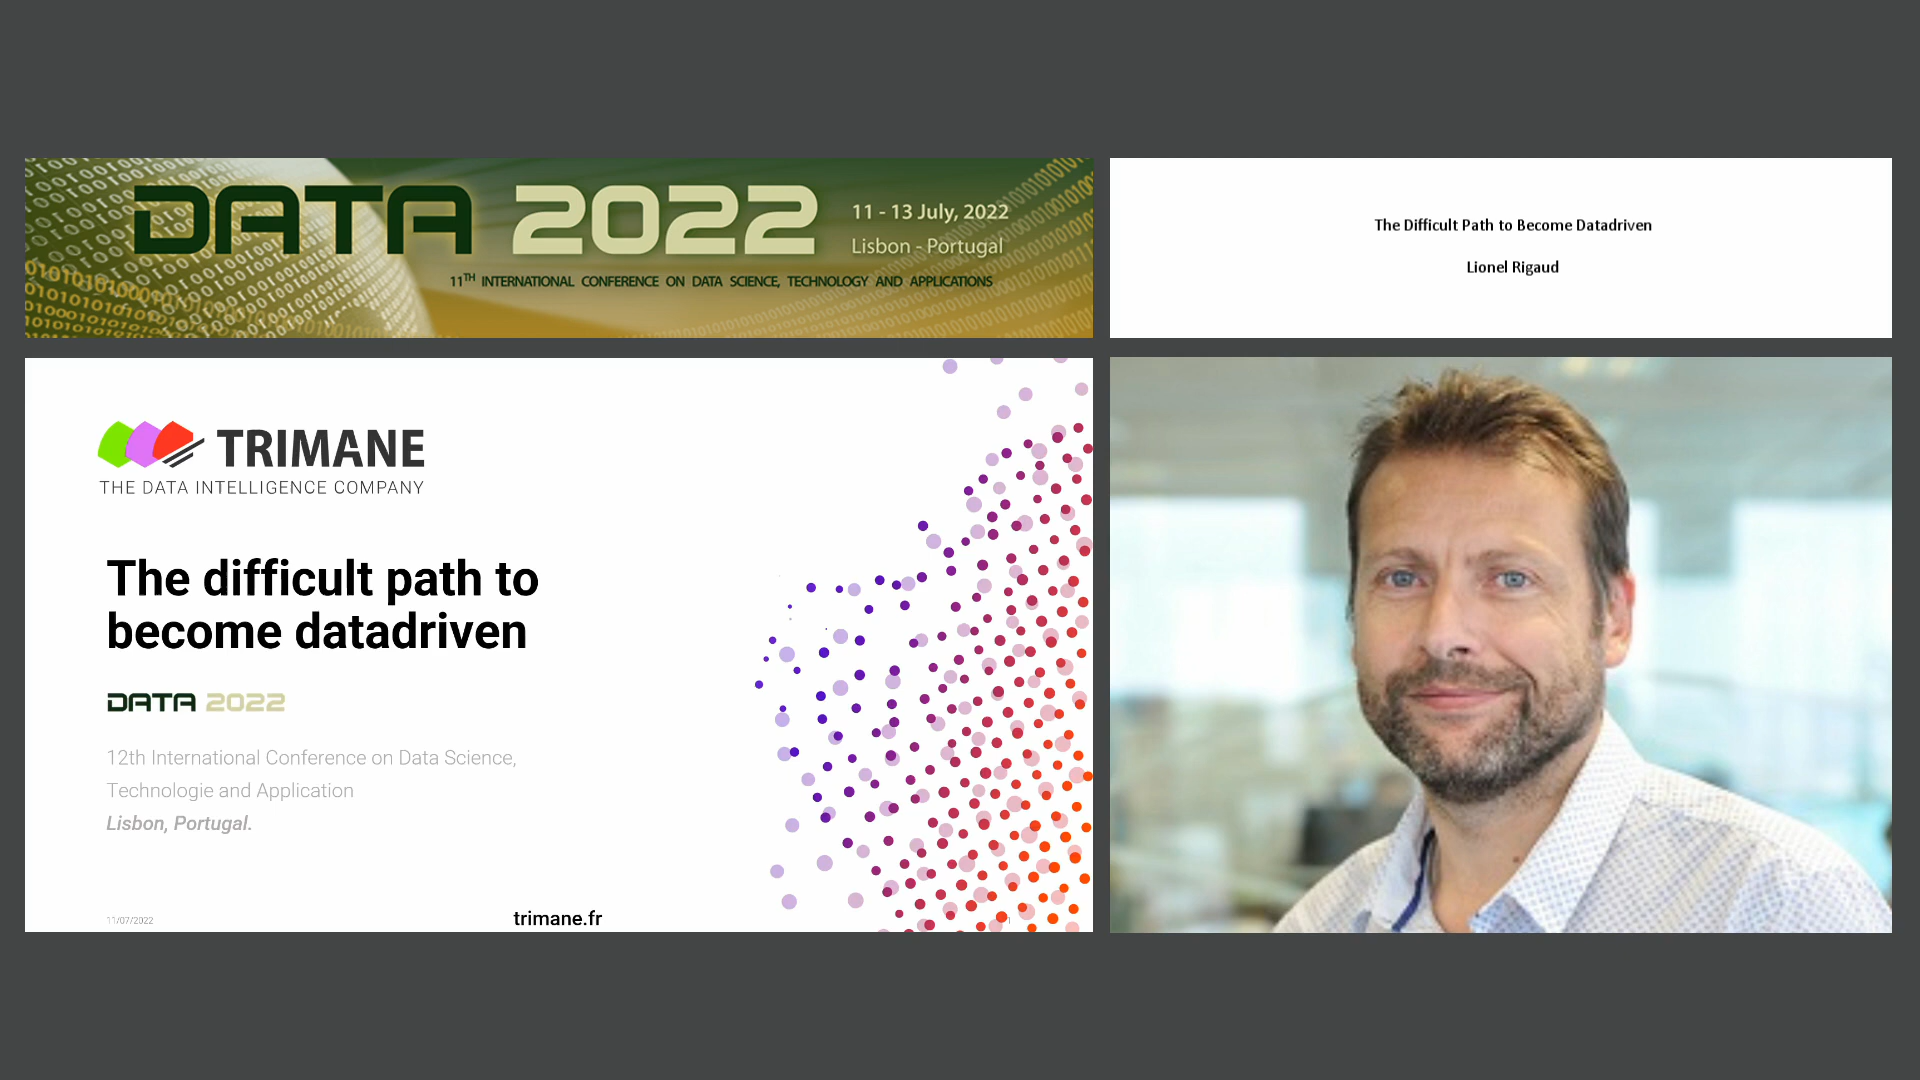 DATA 2022
11 - 13 July, 2022
Lisbon - Portugal
11TH INTERNATIONAL CONFERENCE ON DATA SCIENCE, TECHNOLOGY AND APPLICATIONS
The Difficult Path to Become Datadriven
Lionel Rigaud
TRIMANE
THE DATA INTELLIGENCE COMPANY
The difficult path to
become datadriven
DATA 2022
12th International Conference on Data Science,
Technologie and Application
Lisbon, Portugal.
11/07/2022
trimane.fr
1